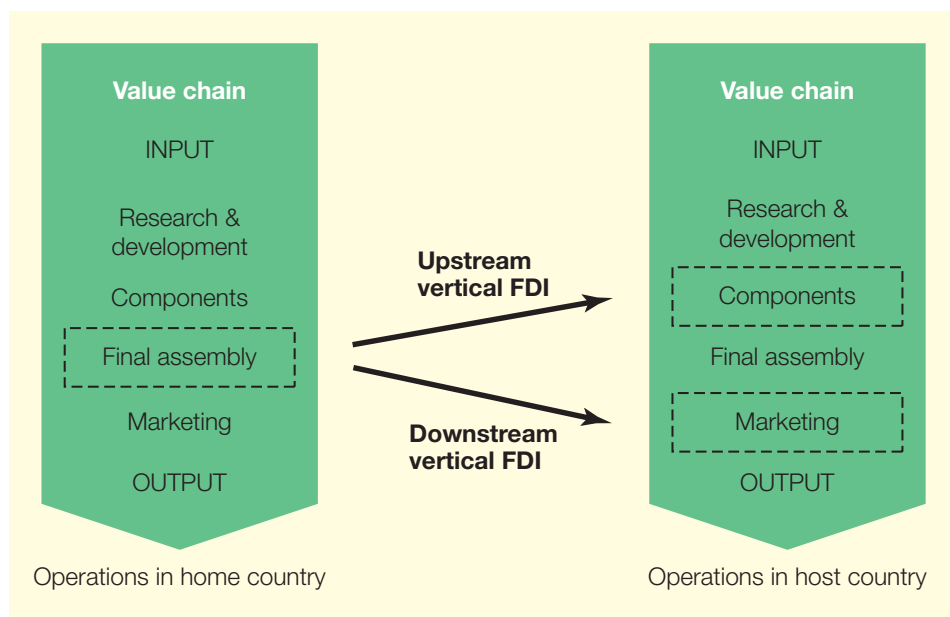 Value chain
INPUT
Research &
development
Components
Final assembly
Marketing
OUTPUT
Operations in home country
Upstream
vertical FDI
Downstream
vertical FDI
Value chain
INPUT
Research &
development
Components
Final assembly
Marketing
OUTPUT
Operations in host country